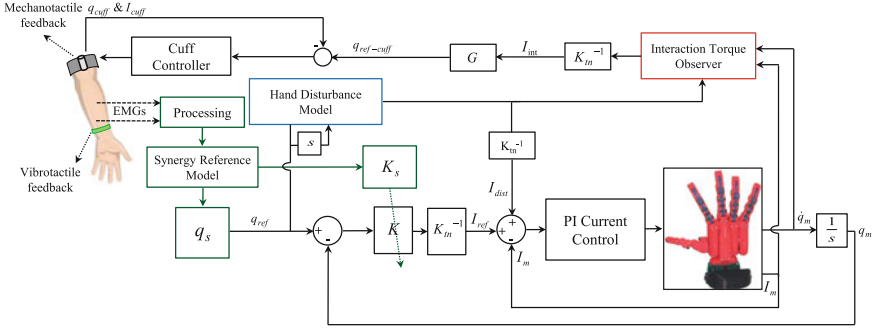 Mechanotactile
feedback
q_cuff & I_cuff
-
q_ref-cuff
I_int
Cuff
Controller
G
K_tn^-1
Interaction Torque
Observer
EMGs
Processing
Hand Disturbance
Model
s
K_tn^-1
Vibrotactile
feedback
Synergy Reference
Model
K_s
I_dist
q_s
q_ref
+
-
K
K_tn^-1
I_ref
+
+
-
I_m
PI Current
Control
q̇_m
1
s
q_m
I_m